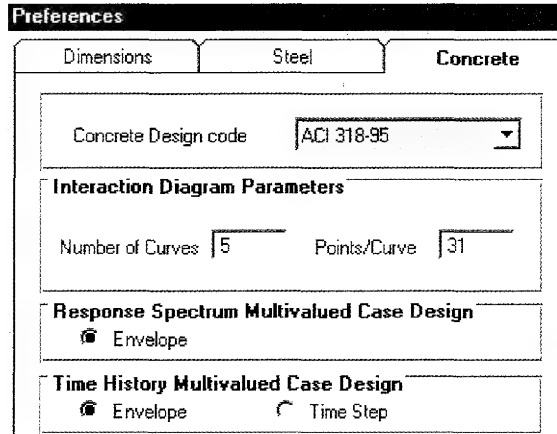 Preferences
Dimensions Steel Concrete
Concrete Design code ACI 318-95
Interaction Diagram Parameters
Number of Curves 5 Points/Curve 31
Response Spectrum Multivalued Case Design
Envelope
Time History Multivalued Case Design
Envelope Time Step